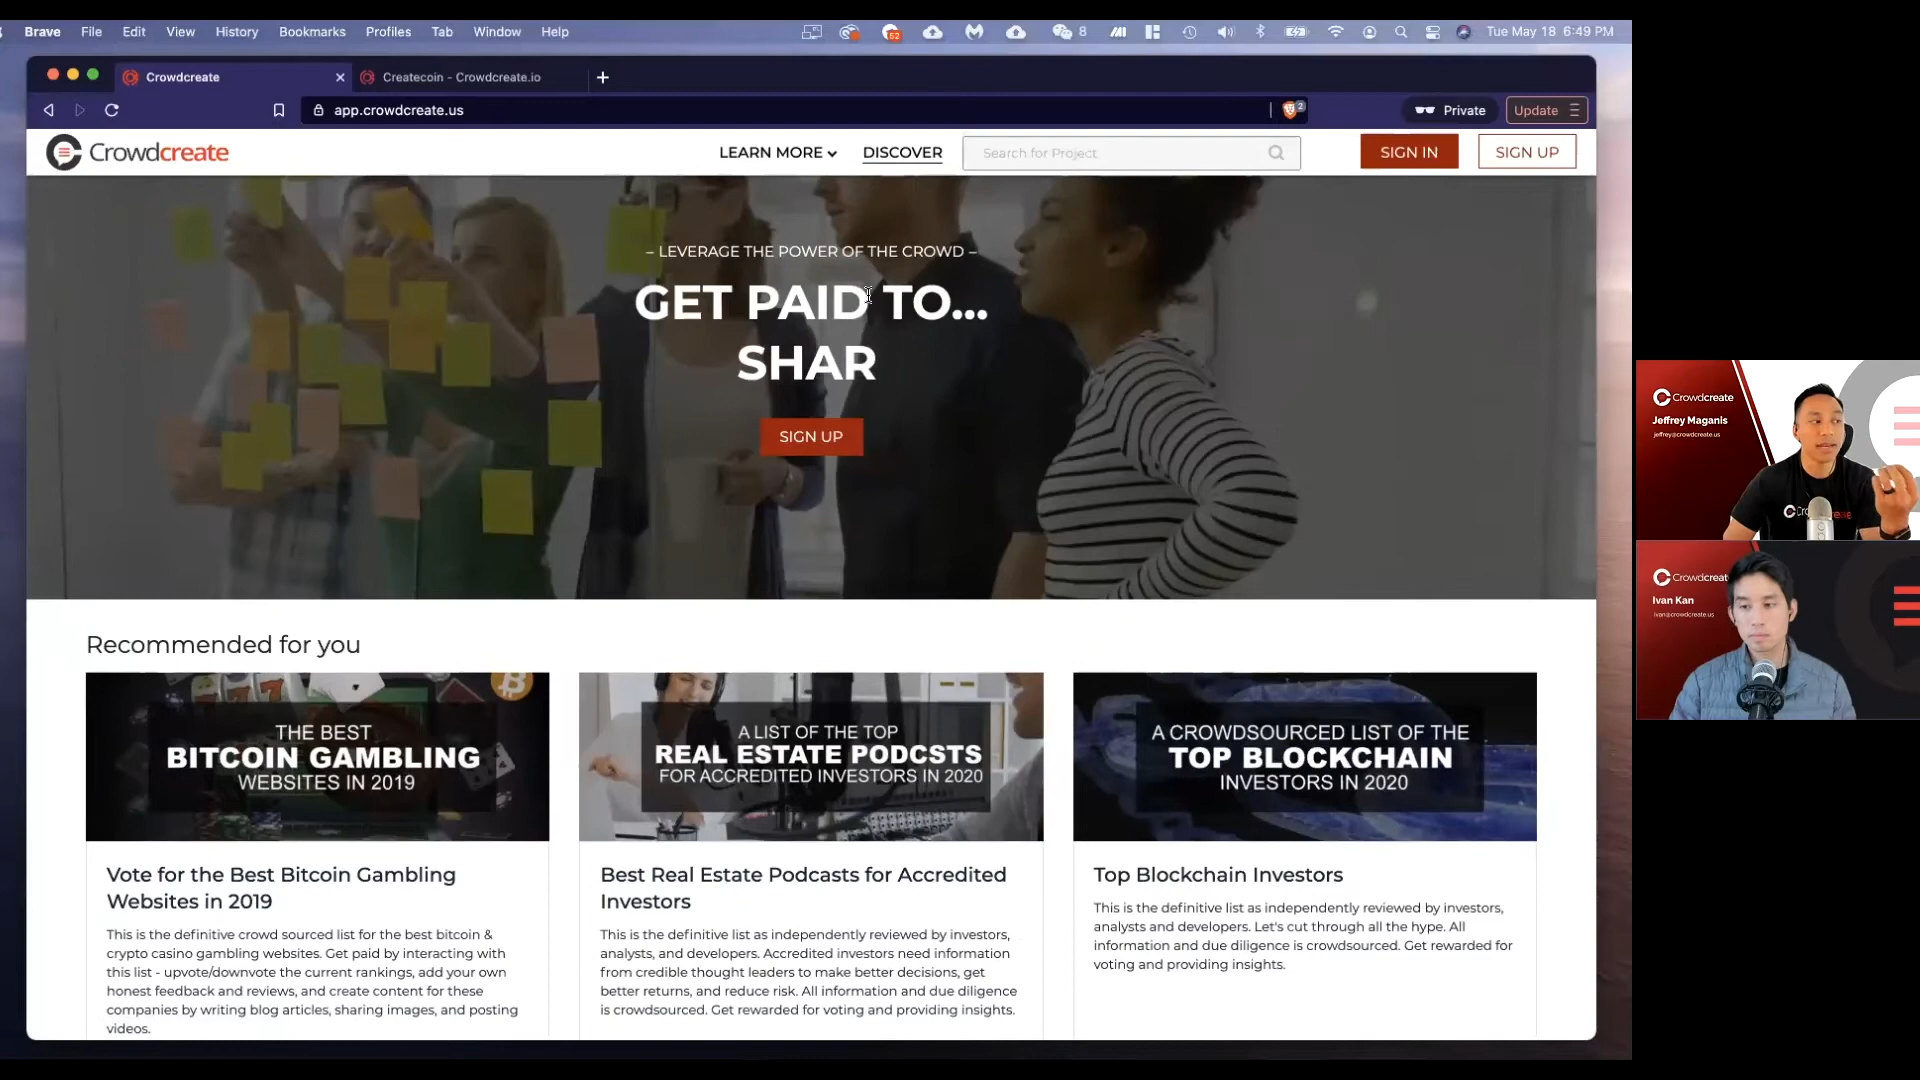 Brave File Edit View History Bookmarks Profiles Tab Window Help 52 8 Tue May 18 6:49 PM
Crowdcreate Createcoin - Crowdcreate.io
app.crowdcreate.us 2 Private Update
Crowdcreate LEARN MORE DISCOVER Search for Project SIGN IN SIGN UP
– LEVERAGE THE POWER OF THE CROWD –
GET PAID TO...
SHAR
SIGN UP
Recommended for you
THE BEST
BITCOIN GAMBLING
WEBSITES IN 2019
Vote for the Best Bitcoin Gambling
Websites in 2019
This is the definitive crowd sourced list for the best bitcoin &
crypto casino gambling websites. Get paid by interacting with
this list - upvote/downvote the current rankings, add your own
honest feedback and reviews, and create content for these
companies by writing blog articles, sharing images, and posting
videos.
A LIST OF THE TOP
REAL ESTATE PODCSTS
FOR ACCREDITED INVESTORS IN 2020
Best Real Estate Podcasts for Accredited
Investors
This is the definitive list as independently reviewed by investors,
analysts, and developers. Accredited investors need information
from credible thought leaders to make better decisions, get
better returns, and reduce risk. All information and due diligence
is crowdsourced. Get rewarded for voting and providing insights.
A CROWDSOURCED LIST OF THE
TOP BLOCKCHAIN
INVESTORS IN 2020
Top Blockchain Investors
This is the definitive list as independently reviewed by investors,
analysts and developers. Let's cut through all the hype. All
information and due diligence is crowdsourced. Get rewarded for
voting and providing insights.
Crowdcreate
Jeffrey Maganis
jeffrey@crowdcreate.us
Crowdcreat
Ivan Kan
ivan@crowdcreate.us